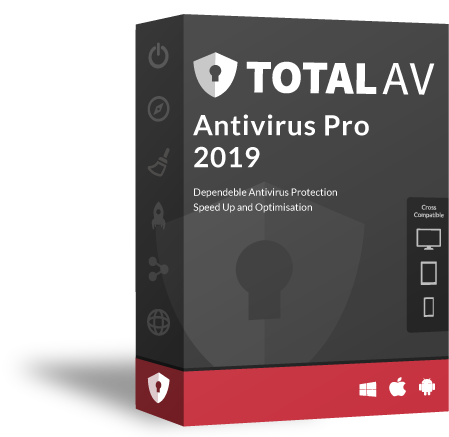 TOTAL AV
Antivirus Pro
2019
Dependeble Antivirus Protection
Speed Up and Optimisation
Cross
Compatible